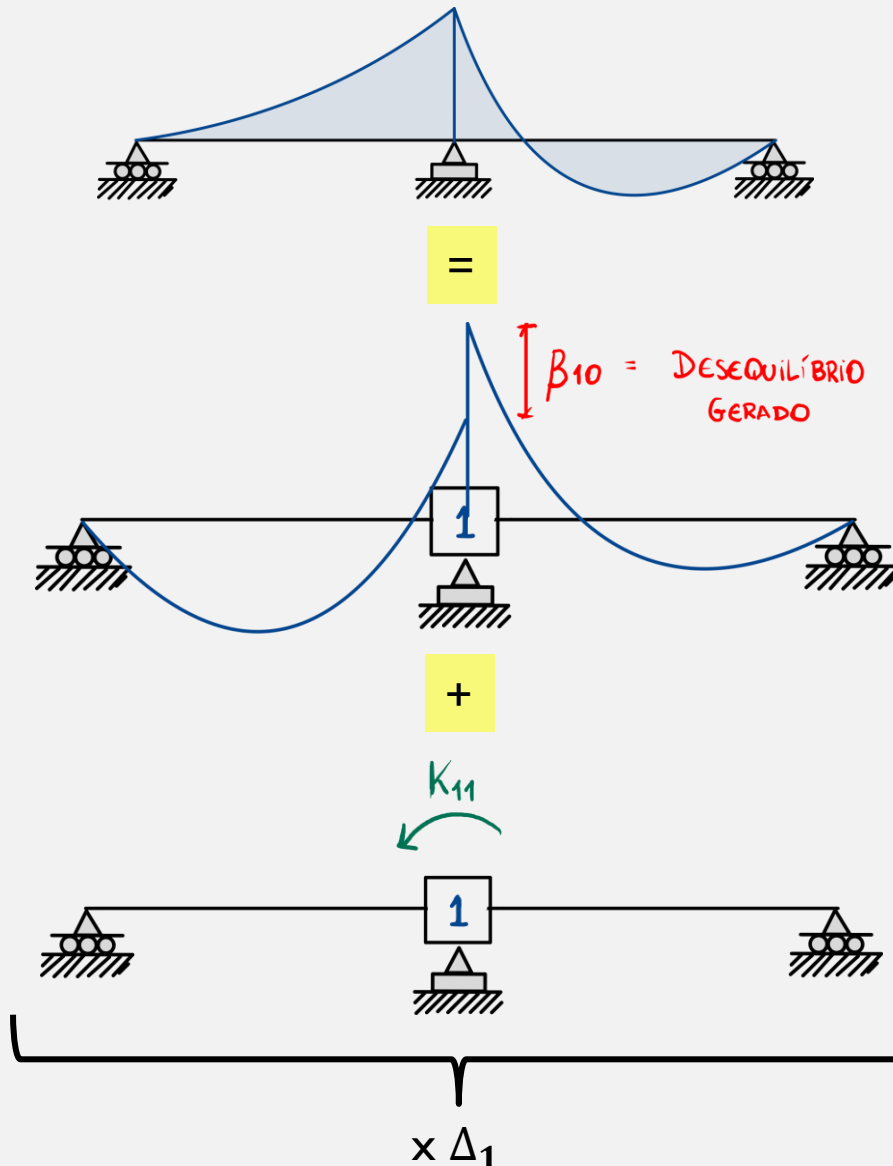 =
β10 = DESEQUILÍBRIO
GERADO
1
+
K11
1
x Δ1